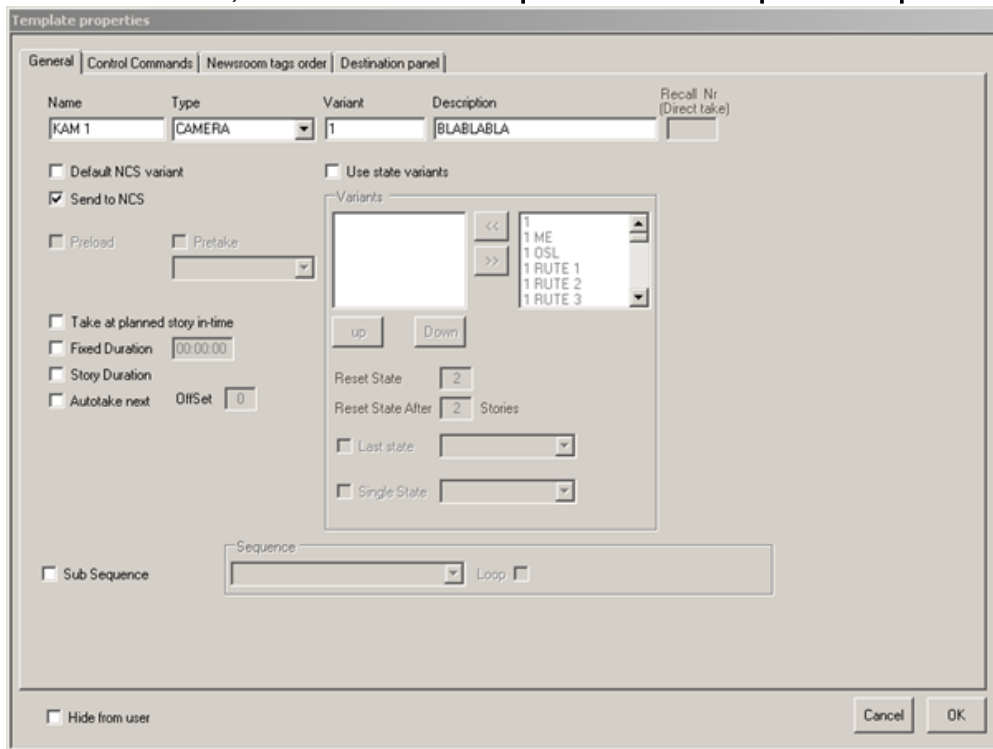 Template properties
General Control Commands Newsroom tags order Destination panel
Name Type Variant Description Recall Nr
(Direct take)
KAM 1 CAMERA 1 BLABLABLA
Default NCS variant Use state variants
Send to NCS Variants
Preload Pretake << 1
1 ME
1 OSL
>> 1 RUTE 1
1 RUTE 2
1 RUTE 3
Take at planned story in-time up Down
Fixed Duration 00:00:00
Story Duration Reset State 2
Autotake next OffSet 0 Reset State After 2 Stories
Last state
Single State
Sequence
Sub Sequence Loop
Hide from user Cancel OK